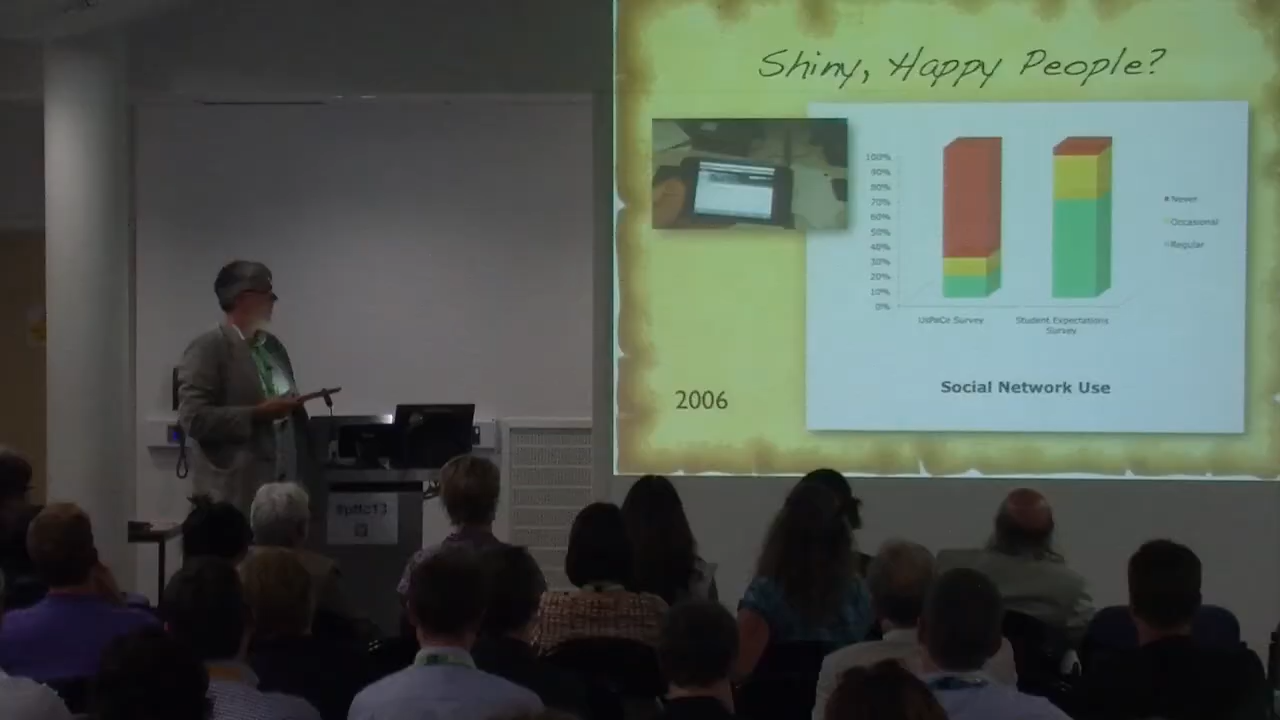 Shiny, Happy People?
100%
90%
80%
70%
60%
50%
40%
30%
20%
10%
0%
Never
Occasional
Regular
Survey
Student Expectations
Survey
Social Network Use
2006